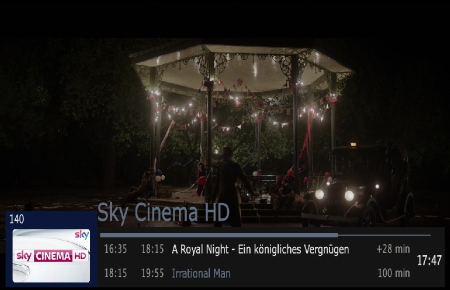 140
Sky Cinema HD
sky
sky CINEMA HD
16:35 18:15 A Royal Night - Ein königliches Vergnügen +28 min
17:47
18:15 19:55 Irrational Man 100 min